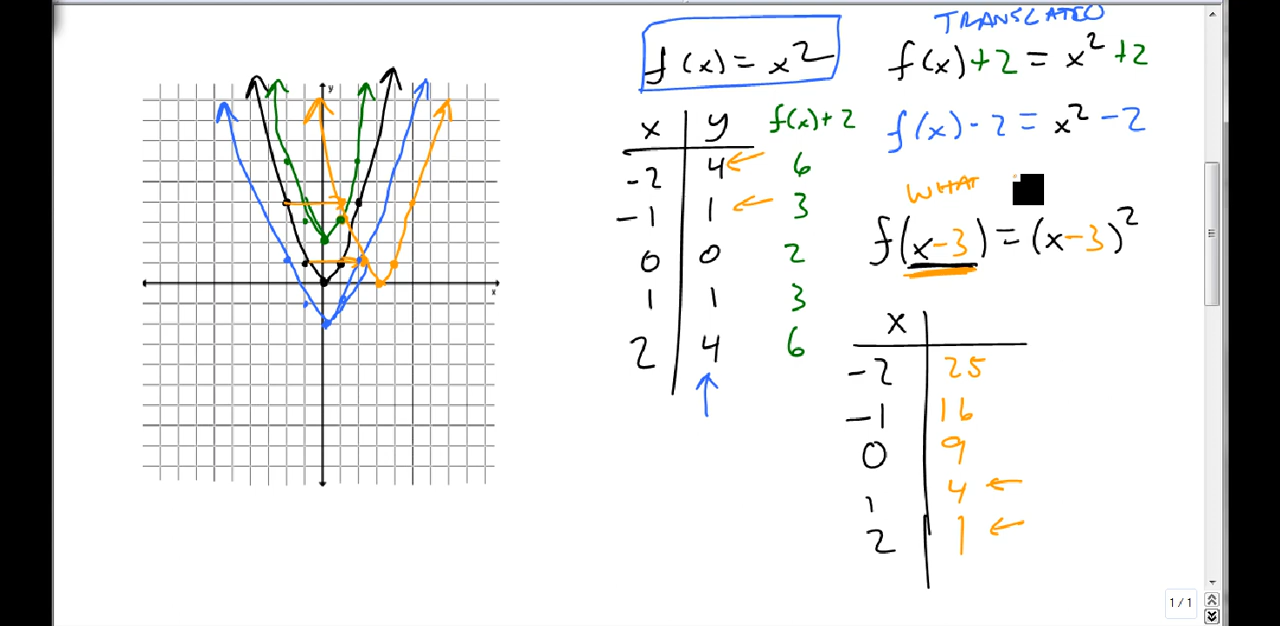 TRANSLATED
f(x) = x²
f(x)+2 = x²+2
x y f(x)+2
f(x)-2 = x²-2
-2 4 6
-1 1 3
0 0 2
1 1 3
2 4 6
WHAT
f(x-3) = (x-3)²
x
-2 25
-1 16
0 9
1 4
2 1
y
x
1/1